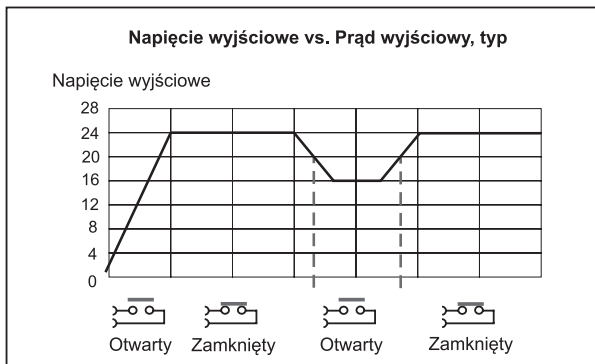 Napięcie wyjściowe vs. Prąd wyjściowy, typ
Napięcie wyjściowe
28
24
20
16
12
8
4
0
Otwarty Zamknięty Otwarty Zamknięty